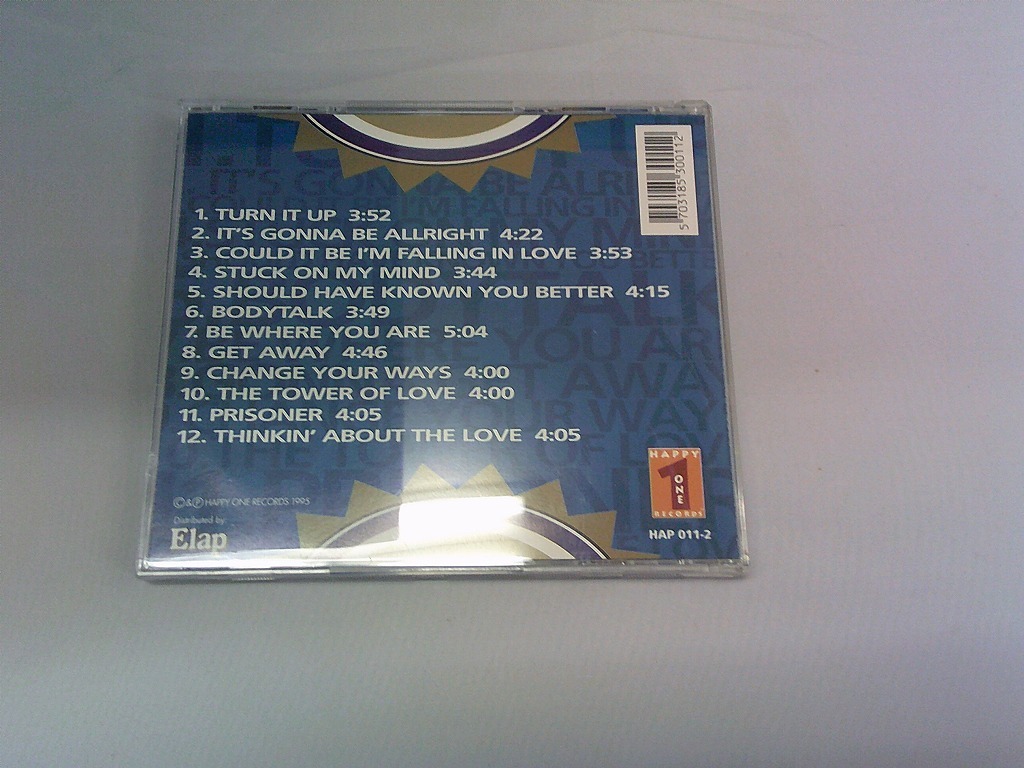 1. TURN IT UP 3:52
2. IT'S GONNA BE ALLRIGHT 4:22
3. COULD IT BE I'M FALLING IN LOVE 3:53
4. STUCK ON MY MIND 3:44
5. SHOULD HAVE KNOWN YOU BETTER 4:15
6. BODYTALK 3:49
7. BE WHERE YOU ARE 5:04
8. GET AWAY 4:46
9. CHANGE YOUR WAYS 4:00
10. THE TOWER OF LOVE 4:00
11. PRISONER 4:05
12. THINKIN' ABOUT THE LOVE 4:05
5 703185 300112
©&℗ HAPPY ONE RECORDS 1995
Distributed by:
Elap
HAPPY
1
ONE
RECORDS
HAP 011-2